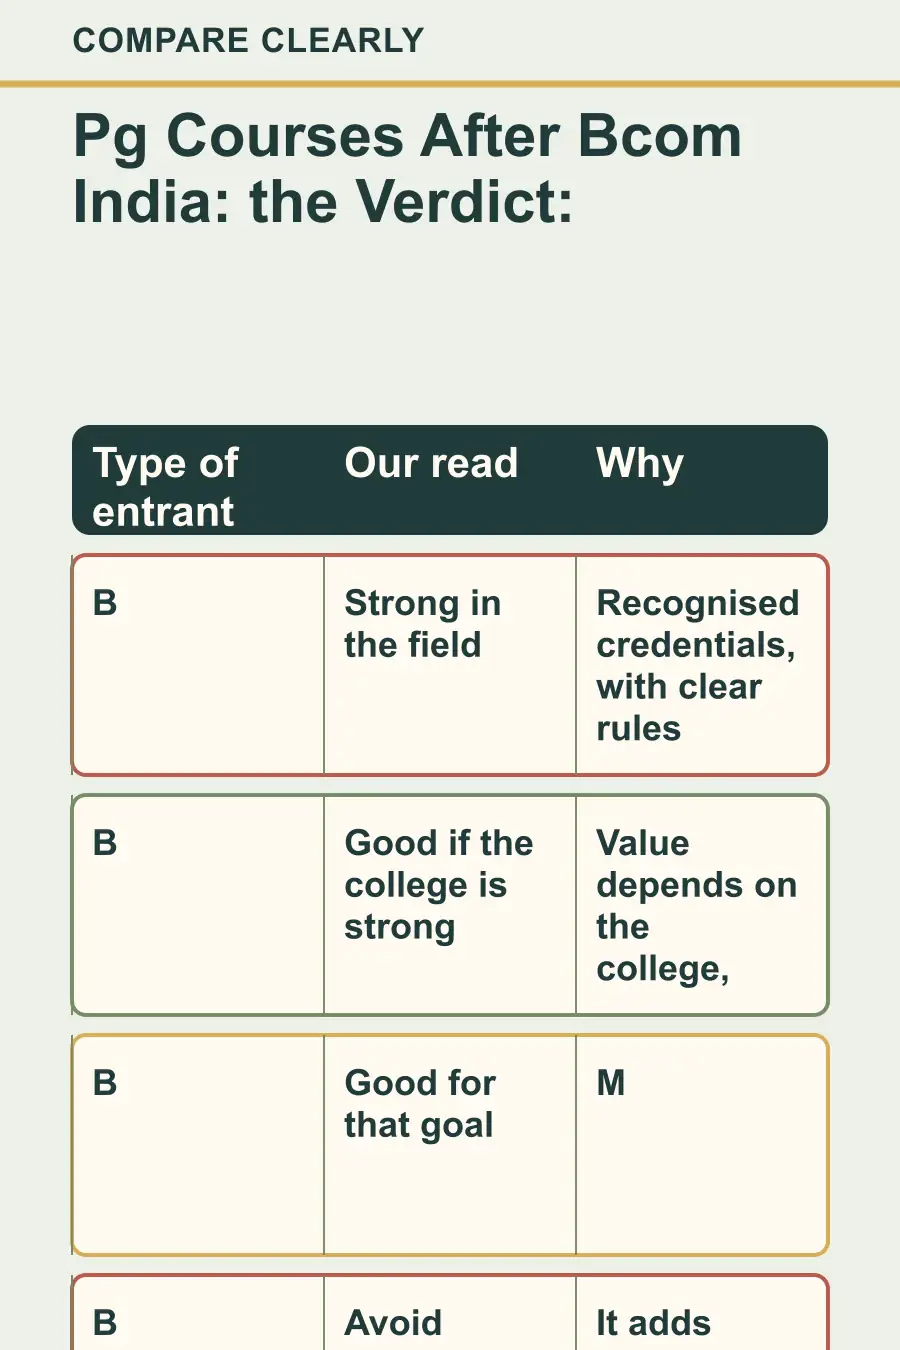 COMPARE CLEARLY
Pg Courses After Bcom
India: the Verdict:
Type of
entrant
Our read
Why
B
Strong in
the field
Recognised
credentials,
with clear
rules
B
Good if the
college is
strong
Value
depends on
the
college,
B
Good for
that goal
M
B
Avoid
It adds